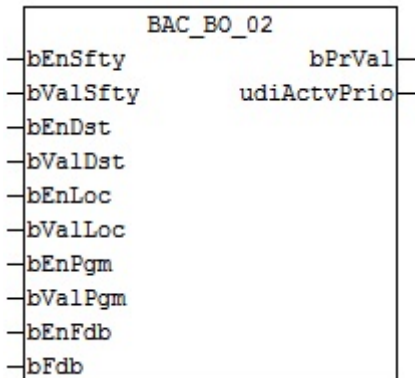 BAC_BO_02
bEnSfty bPrVal
bValSfty udiActvPrio
bEnDst
bValDst
bEnLoc
bValLoc
bEnPgm
bValPgm
bEnFdb
bFdb